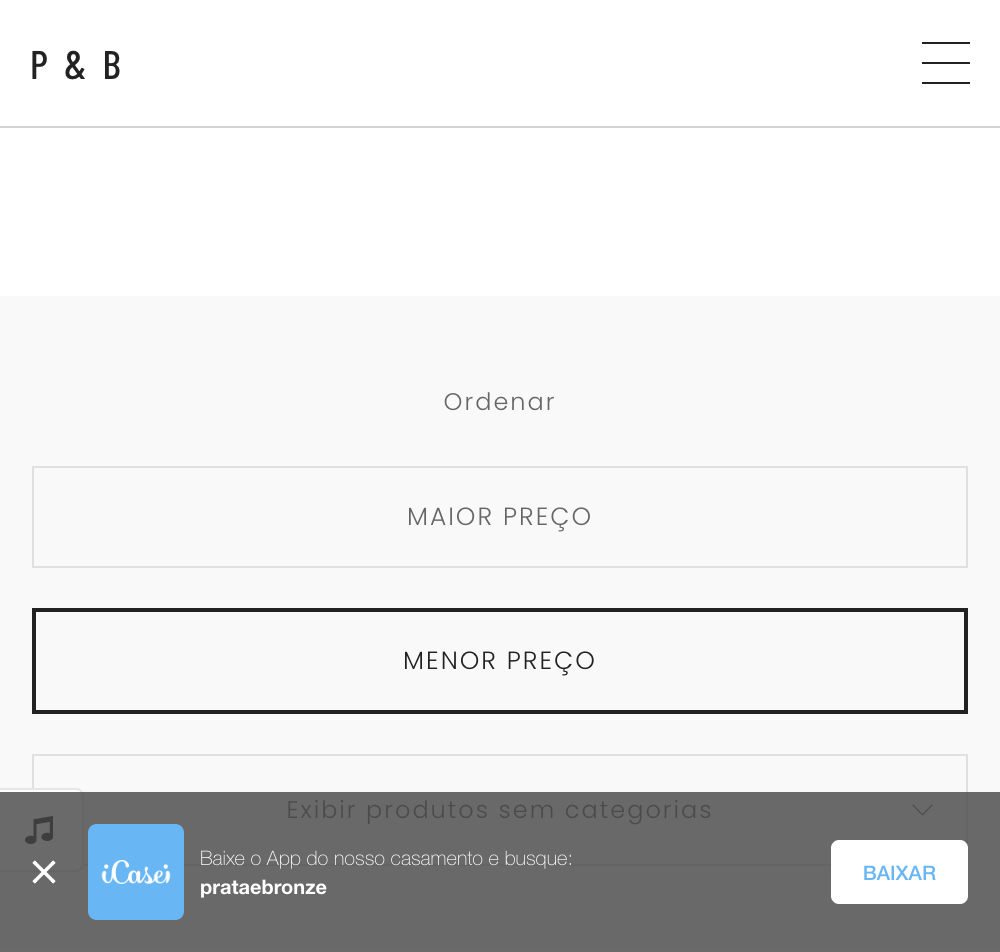 P & B
Ordenar
MAIOR PREÇO
MENOR PREÇO
Exibir produtos sem categorias
iCasei
Baixe o App do nosso casamento e busque:
prataebronze
BAIXAR